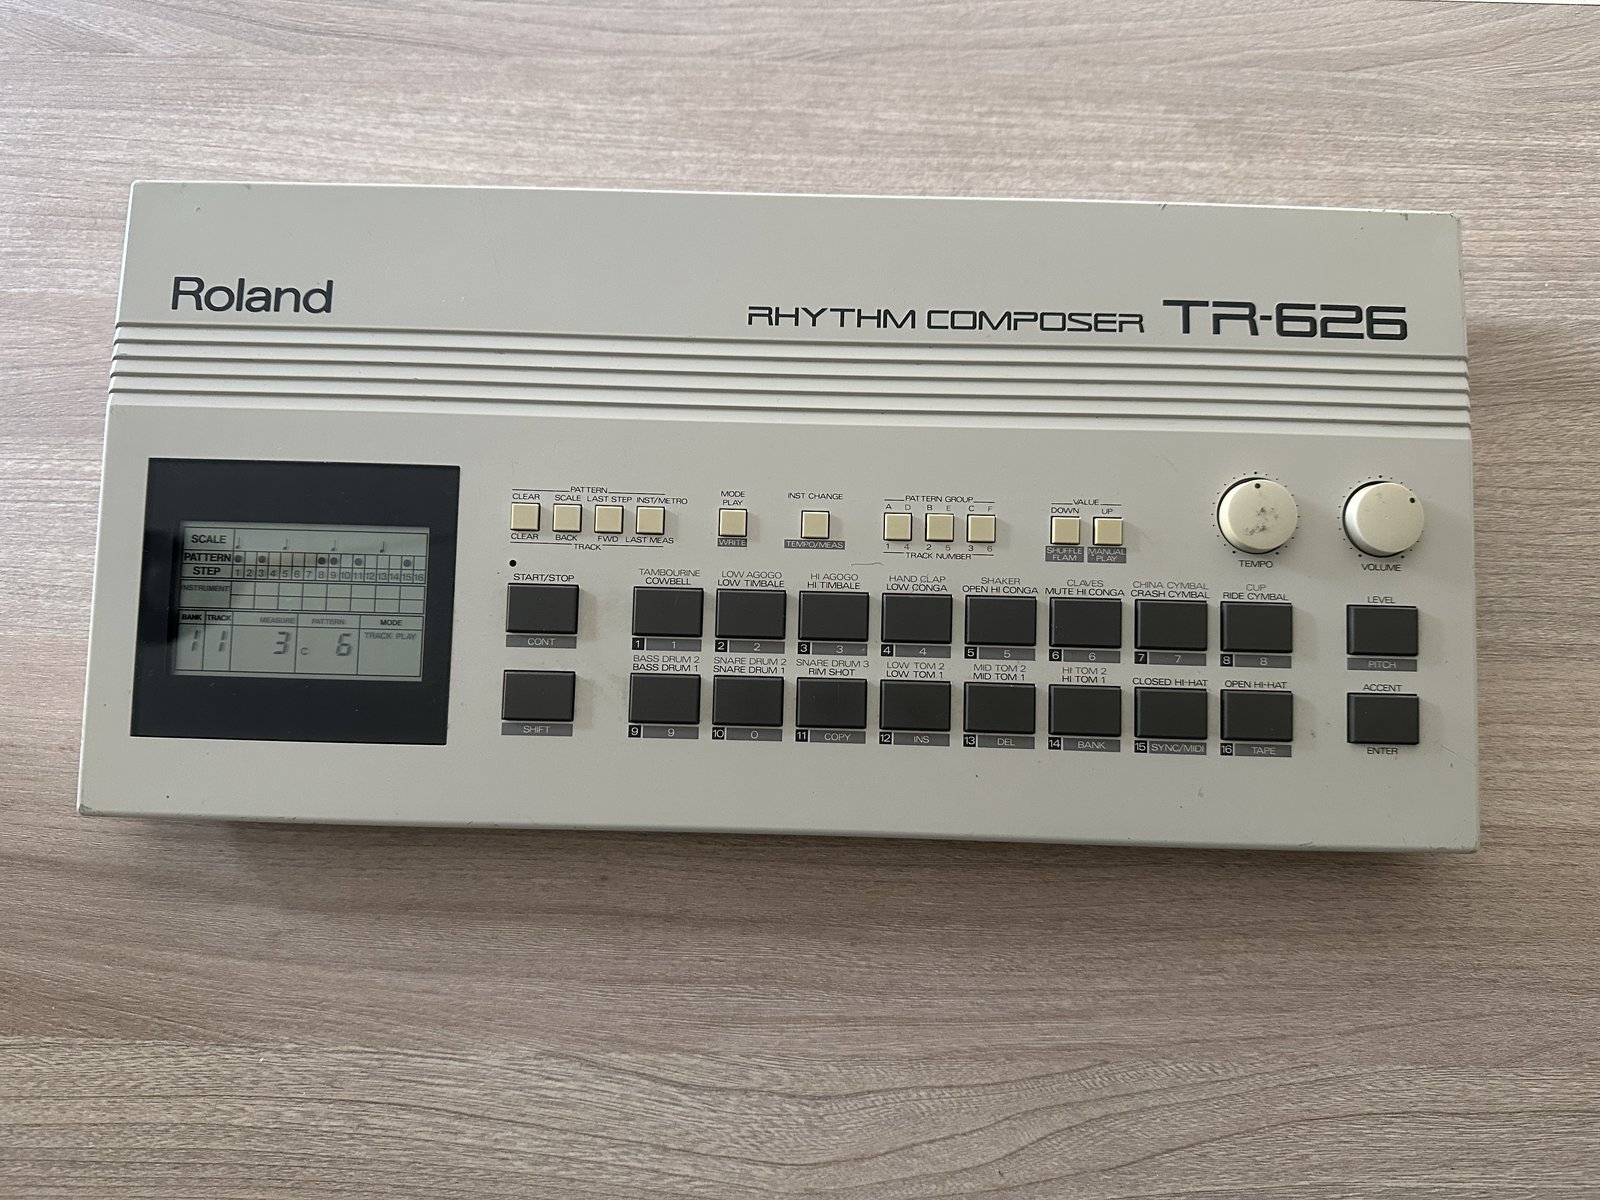 Roland
RHYTHM COMPOSER TR-626
PATTERN
CLEAR SCALE LAST STEP INST/METRO
CLEAR BACK FWD LAST MEAS
TRACK
MODE
PLAY
WRITE
INST CHANGE
TEMPO/MEAS
PATTERN GROUP
A D B E C F
1 4 2 5 3 6
TRACK NUMBER
VALUE
DOWN UP
SHUFFLE MANUAL
FLAM PLAY
TEMPO
VOLUME
SCALE
PATTERN
STEP 1 2 3 4 5 6 7 8 9 10 11 12 13 14 15 16
INSTRUMENT
BANK TRACK MEASURE PATTERN MODE
1 1 3 C 6 TRACK PLAY
START/STOP
CONT
SHIFT
TAMBOURINE LOW AGOGO HI AGOGO HAND CLAP SHAKER CLAVES CHINA CYMBAL CUP
COWBELL LOW TIMBALE HI TIMBALE LOW CONGA OPEN HI CONGA MUTE HI CONGA CRASH CYMBAL RIDE CYMBAL
1 1 2 2 3 3 4 4 5 5 6 6 7 7 8 8
BASS DRUM 2 SNARE DRUM 2 SNARE DRUM 3 LOW TOM 2 MID TOM 2 HI TOM 2
BASS DRUM 1 SNARE DRUM 1 RIM SHOT LOW TOM 1 MID TOM 1 HI TOM 1 CLOSED HI-HAT OPEN HI-HAT
9 9 10 0 11 COPY 12 INS 13 DEL 14 BANK 15 SYNC/MIDI 16 TAPE
LEVEL
PITCH
ACCENT
ENTER